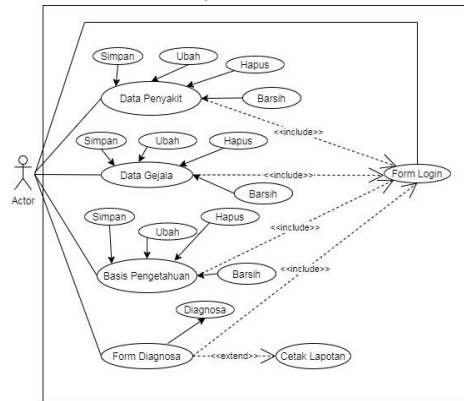 Simpan
Ubah
Hapus
Data Penyakit
Barsih
<<include>>
Simpan
Ubah
Hapus
Data Gejala
<<include>>
Barsih
Form Login
Actor
Simpan
Ubah
Hapus
<<include>>
Basis Pengetahuan
Barsih
<<include>>
Diagnosa
Form Diagnosa
<<extend>>
Cetak Lapotan